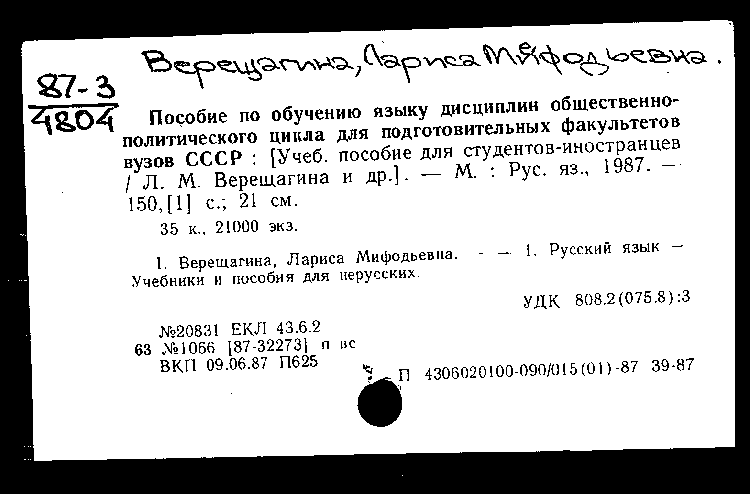 Верещагина, Лариса Мифодьевна.
87-3
4804
Пособие по обучению языку дисциплин общественно-
политического цикла для подготовительных факультетов
вузов СССР : [Учеб. пособие для студентов-иностранцев
/ Л. М. Верещагина и др.]. — М. : Рус. яз., 1987. —
150,[1] с.; 21 см.
35 к., 21000 экз.
1. Верещагина, Лариса Мифодьевна. - — 1. Русский язык —
Учебники и пособия для нерусских.
УДК 808.2(075.8):3
№20831 ЕКЛ 43.6.2
63 №1066 [87-32273] п вс
ВКП 09.06.87 П625
П 4306020100-090/015(01)-87 39-87